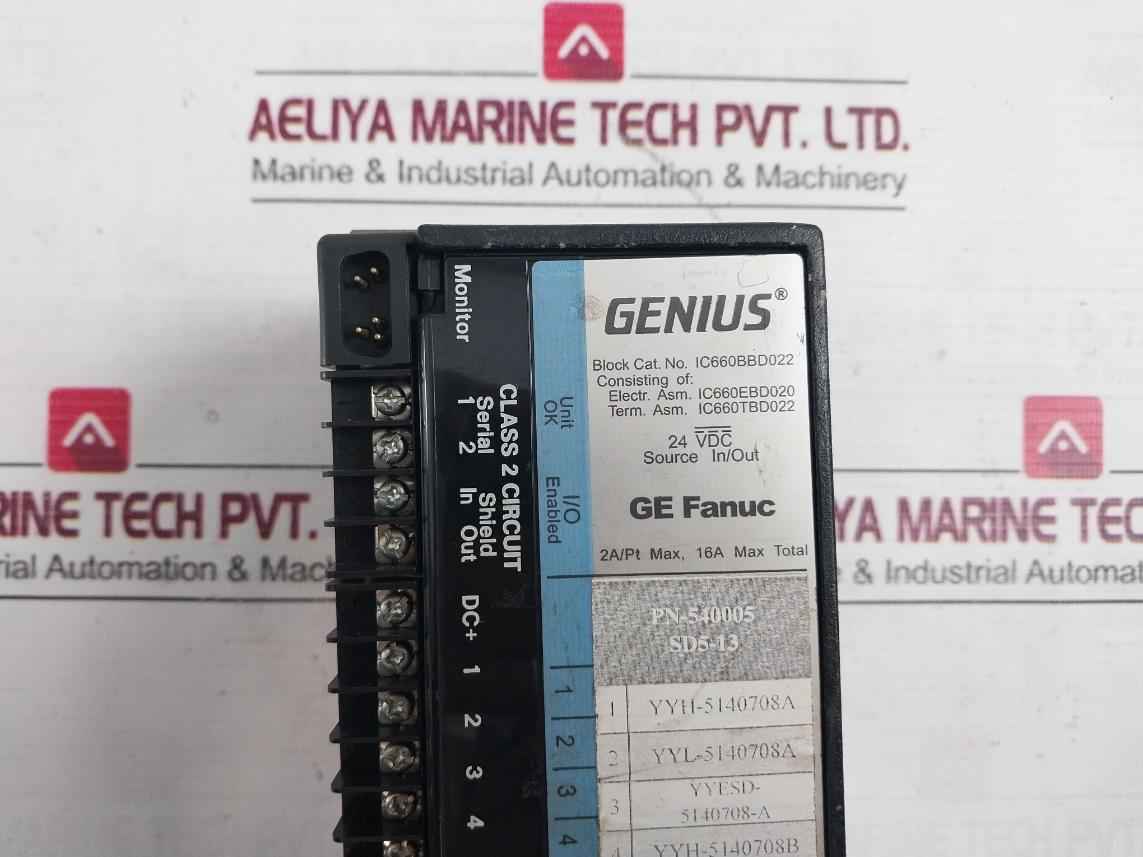 AELIYA MARINE TECH PVT. LTD.
Marine & Industrial Automation & Machinery
GENIUS®
Block Cat. No. IC660BBD022
Consisting of:
Electr. Asm. IC660EBD020
Term. Asm. IC660TBD022
24 VDC
Source In/Out
GE Fanuc
2A/Pt Max, 16A Max Total
PN-540005
SD5-13
1 YYH-5140708A
2 YYL-5140708A
3 YYESD-
5140708-A
4 YYH-5140708B
Unit
OK
I/O
Enabled
1
2
3
4
Monitor
CLASS 2 CIRCUIT
Serial Shield
1 2 In Out
DC+
1
2
3
4
RINE TECH PVT.
rial Automation & Mach
YA MARINE TEC
& Industrial Automat